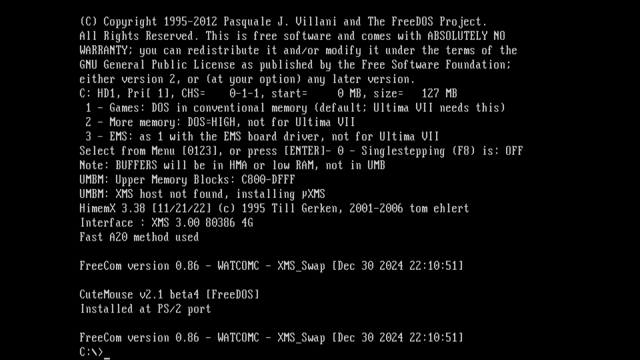 (C) Copyright 1995-2012 Pasquale J. Villani and The FreeDOS Project.
All Rights Reserved. This is free software and comes with ABSOLUTELY NO
WARRANTY; you can redistribute it and/or modify it under the terms of the
GNU General Public License as published by the Free Software Foundation;
either version 2, or (at your option) any later version.
C: HD1, Pri[ 1], CHS=    0-1-1, start=     0 MB, size=   127 MB
1 - Games: DOS in conventional memory (default; Ultima VII needs this)
2 - More memory: DOS=HIGH, not for Ultima VII
3 - EMS: as 1 with the EMS board driver, not for Ultima VII
Select from Menu [0123], or press [ENTER]- 0 - Singlestepping (F8) is: OFF
Note: BUFFERS will be in HMA or low RAM, not in UMB
UMBM: Upper Memory Blocks: C800-DFFF
UMBM: XMS host not found, installing µXMS
HimemX 3.38 [11/21/22] (c) 1995 Till Gerken, 2001-2006 tom ehlert
Interface : XMS 3.00 80386 4G
Fast A20 method used
FreeCom version 0.86 - WATCOMC - XMS_Swap [Dec 30 2024 22:10:51]
CuteMouse v2.1 beta4 [FreeDOS]
Installed at PS/2 port
FreeCom version 0.86 - WATCOMC - XMS_Swap [Dec 30 2024 22:10:51]
C:\>_